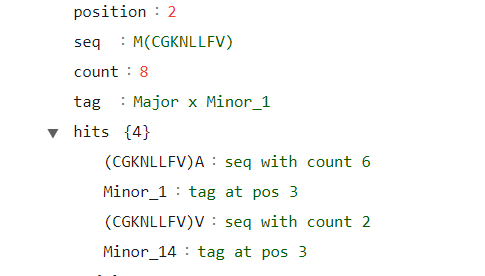 position : 2
seq : M(CGKNLLFV)
count : 8
tag : Major x Minor_1
▼ hits {4}
(CGKNLLFV)A : seq with count 6
Minor_1 : tag at pos 3
(CGKNLLFV)V : seq with count 2
Minor_14 : tag at pos 3